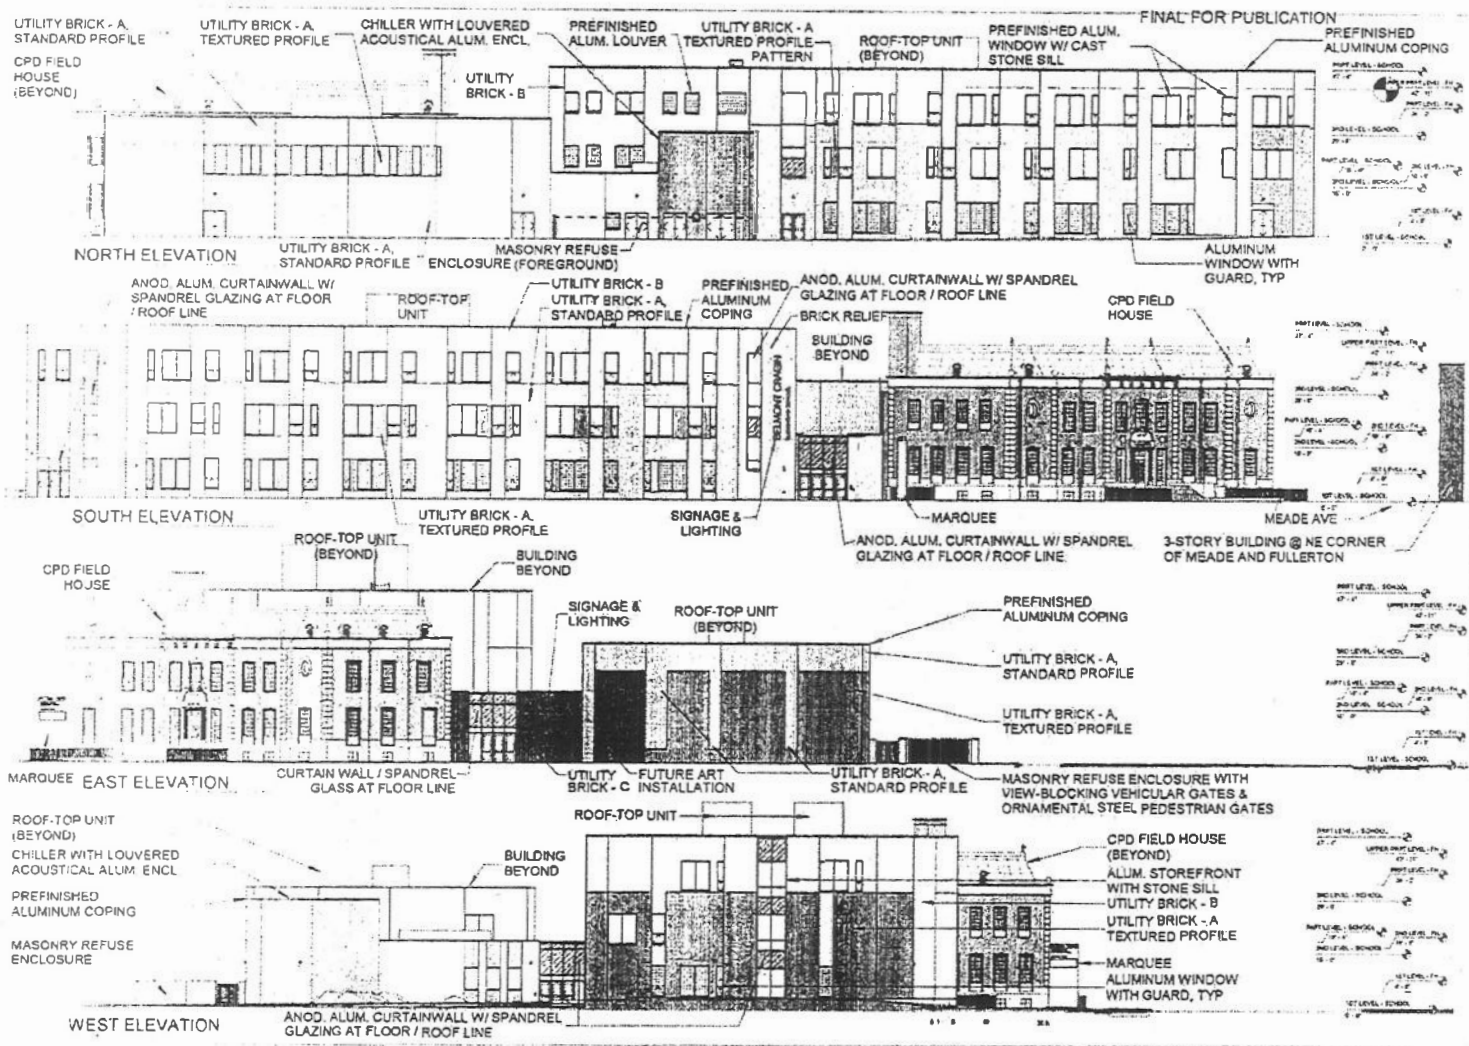 FINAL FOR PUBLICATION
UTILITY BRICK - A,
STANDARD PROFILE
CPD FIELD
HOUSE
(BEYOND)
UTILITY BRICK - A,
TEXTURED PROFILE
CHILLER WITH LOUVERED
ACOUSTICAL ALUM. ENCL.
UTILITY
BRICK - B
PREFINISHED
ALUM. LOUVER
UTILITY BRICK - A
TEXTURED PROFILE
PATTERN
ROOF-TOP UNIT
(BEYOND)
PREFINISHED ALUM.
WINDOW W/ CAST
STONE SILL
PREFINISHED
ALUMINUM COPING
NORTH ELEVATION
UTILITY BRICK - A,
STANDARD PROFILE
MASONRY REFUSE
ENCLOSURE (FOREGROUND)
ALUMINUM
WINDOW WITH
GUARD, TYP
ANOD. ALUM. CURTAINWALL W/
SPANDREL GLAZING AT FLOOR
/ ROOF LINE
ROOF-TOP
UNIT
UTILITY BRICK - B
UTILITY BRICK - A,
STANDARD PROFILE
PREFINISHED
ALUMINUM
COPING
ANOD. ALUM. CURTAINWALL W/ SPANDREL
GLAZING AT FLOOR / ROOF LINE
BRICK RELIEF
BUILDING
BEYOND
CPD FIELD
HOUSE
BELMONT CRAGIN
SOUTH ELEVATION
UTILITY BRICK - A,
TEXTURED PROFILE
SIGNAGE &
LIGHTING
MARQUEE
ANOD. ALUM. CURTAINWALL W/ SPANDREL
GLAZING AT FLOOR / ROOF LINE
MEADE AVE
3-STORY BUILDING @ NE CORNER
OF MEADE AND FULLERTON
CPD FIELD
HOUSE
ROOF-TOP UNIT
(BEYOND)
BUILDING
BEYOND
SIGNAGE &
LIGHTING
ROOF-TOP UNIT
(BEYOND)
PREFINISHED
ALUMINUM COPING
UTILITY BRICK - A,
STANDARD PROFILE
UTILITY BRICK - A,
TEXTURED PROFILE
MARQUEE
EAST ELEVATION
CURTAIN WALL / SPANDREL
GLASS AT FLOOR LINE
UTILITY
BRICK - C
FUTURE ART
INSTALLATION
UTILITY BRICK - A,
STANDARD PROFILE
MASONRY REFUSE ENCLOSURE WITH
VIEW-BLOCKING VEHICULAR GATES &
ORNAMENTAL STEEL PEDESTRIAN GATES
ROOF-TOP UNIT
(BEYOND)
CHILLER WITH LOUVERED
ACOUSTICAL ALUM. ENCL
PREFINISHED
ALUMINUM COPING
MASONRY REFUSE
ENCLOSURE
BUILDING
BEYOND
ROOF-TOP UNIT
CPD FIELD HOUSE
(BEYOND)
ALUM. STOREFRONT
WITH STONE SILL
UTILITY BRICK - B
UTILITY BRICK - A
TEXTURED PROFILE
MARQUEE
ALUMINUM WINDOW
WITH GUARD, TYP
WEST ELEVATION
ANOD. ALUM. CURTAINWALL W/ SPANDREL
GLAZING AT FLOOR / ROOF LINE